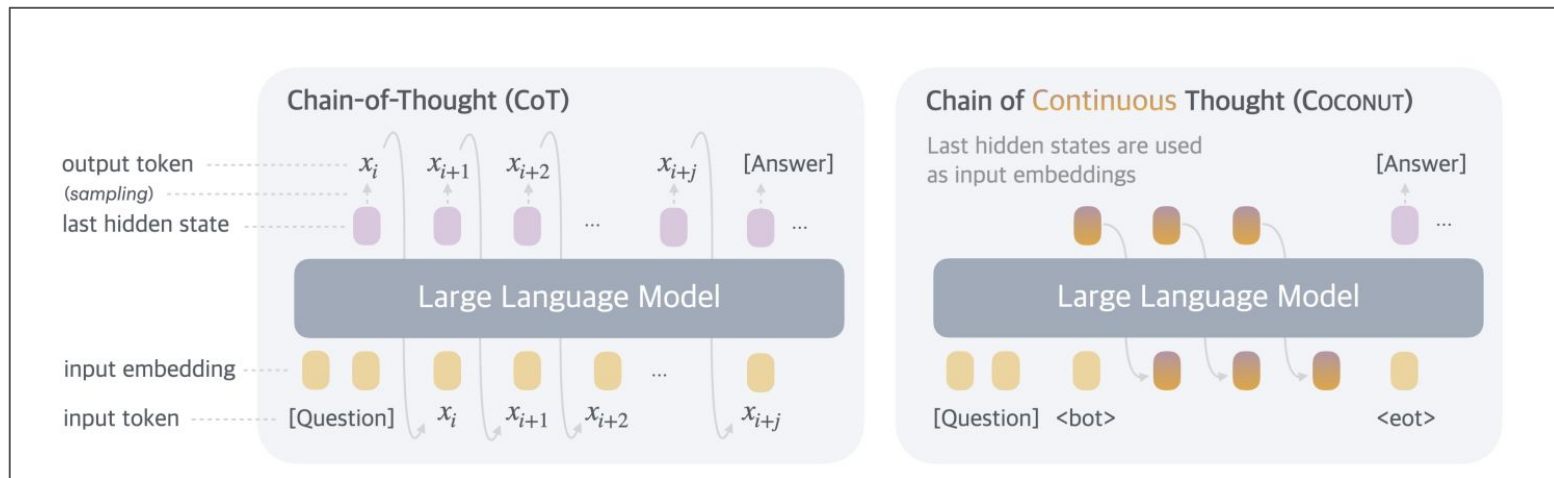 Chain-of-Thought (CoT)
output token x_i x_{i+1} x_{i+2} x_{i+j} [Answer]
(sampling)
last hidden state ... ...
Large Language Model
input embedding ...
input token [Question] x_i x_{i+1} x_{i+2} x_{i+j}
Chain of Continuous Thought (COCONUT)
Last hidden states are used
as input embeddings
[Answer]
...
Large Language Model
[Question] <bot> <eot>